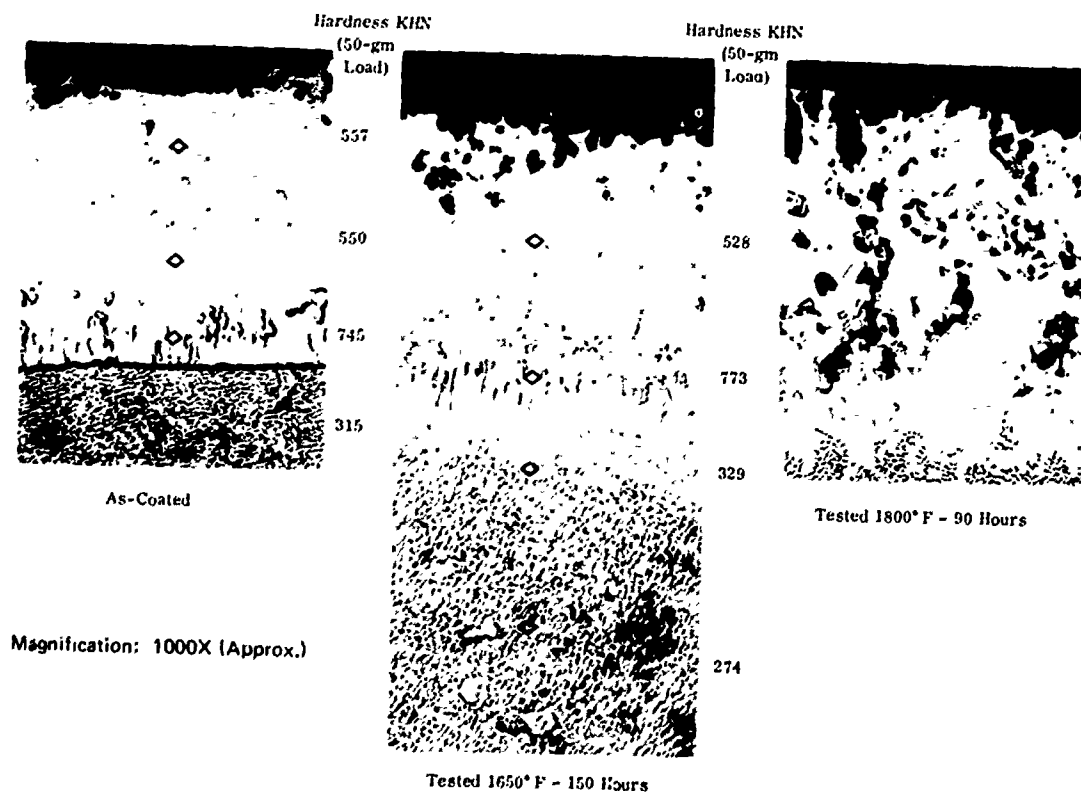 Hardness KHN
(50-gm
Load)
557
550
745
315
As-Coated
Hardness KHN
(50-gm
Load)
528
773
329
274
Tested 1650° F - 150 Hours
Tested 1800° F - 90 Hours
Magnification: 1000X (Approx.)